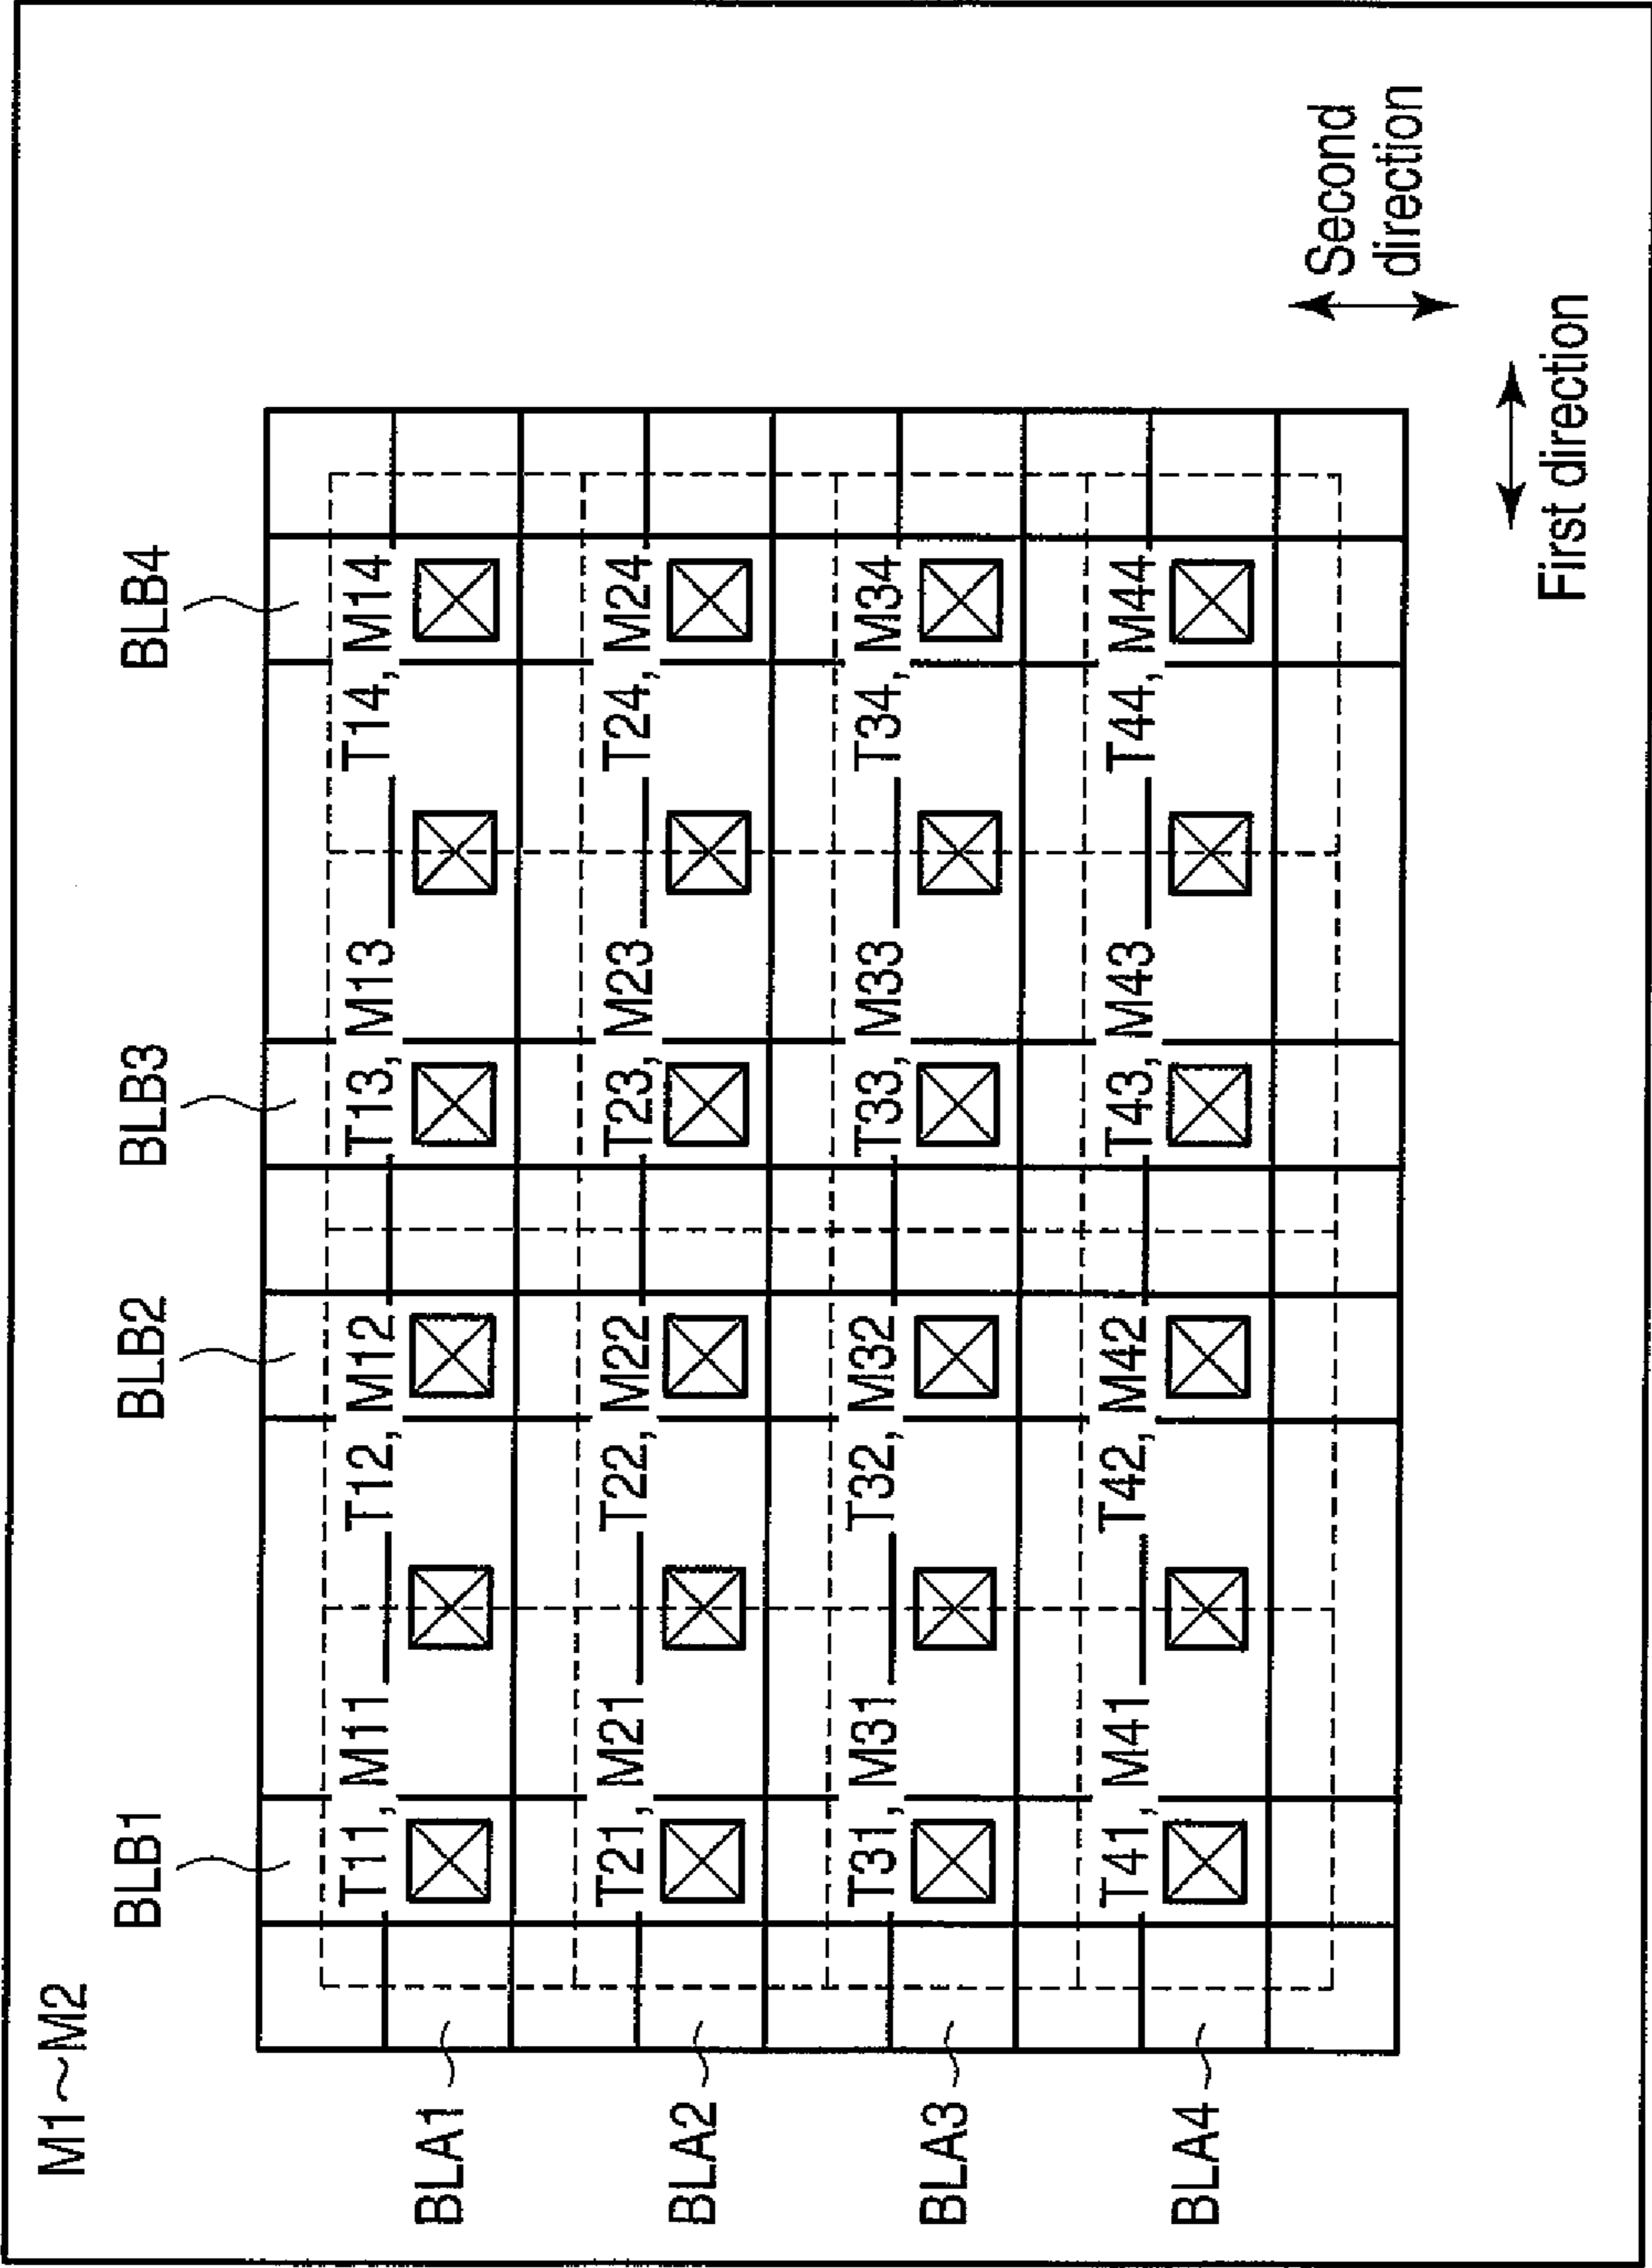 M1~M2
BLB1
BLB2
BLB3
BLB4
T11, M11
T12, M12
T13, M13
T14, M14
BLA1
T21, M21
T22, M22
T23, M23
T24, M24
BLA2
T31, M31
T32, M32
T33, M33
T34, M34
BLA3
T41, M41
T42, M42
T43, M43
T44, M44
BLA4
Second
direction
First direction